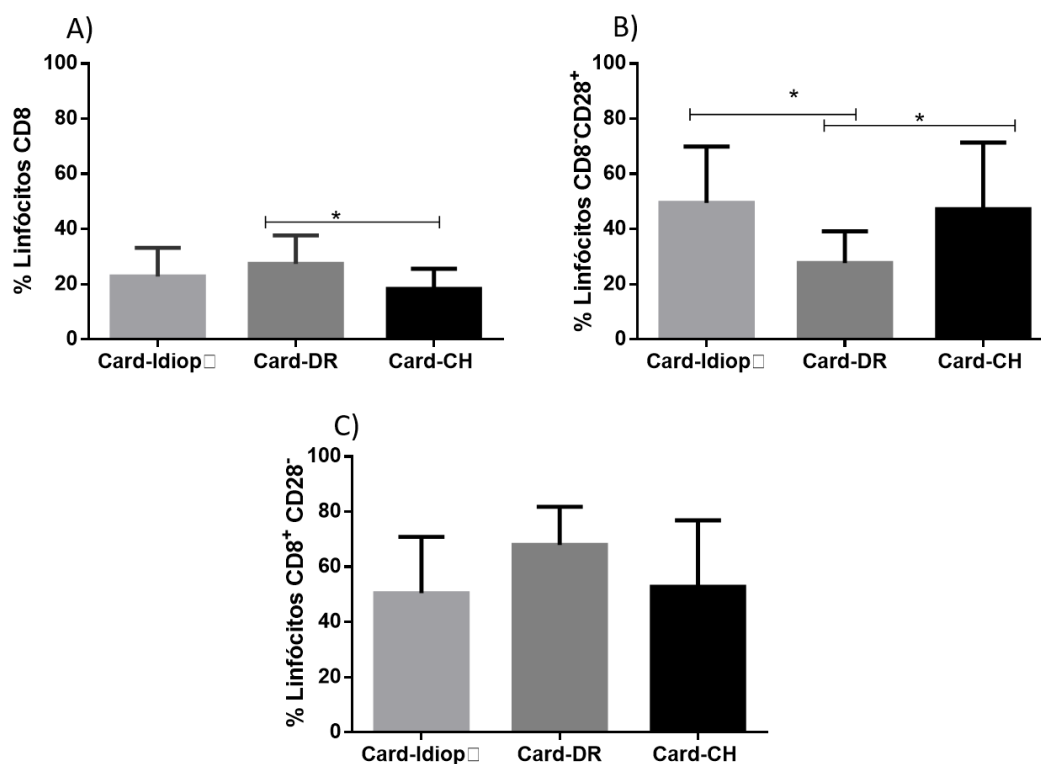 A)
% Linfócitos CD8
100
80
60
40
20
0
*
Card-Idiop□
Card-DR
Card-CH
B)
% Linfócitos CD8⁻CD28⁺
100
80
60
40
20
0
*
*
Card-Idiop□
Card-DR
Card-CH
C)
% Linfócitos CD8⁺ CD28⁻
100
80
60
40
20
0
Card-Idiop□
Card-DR
Card-CH